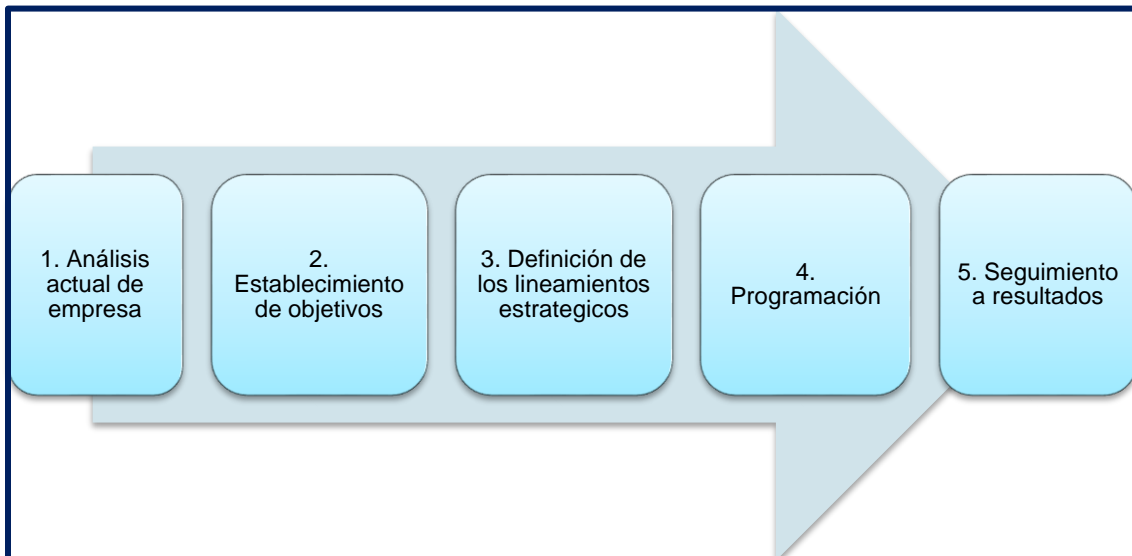 1. Análisis
actual de
empresa
2.
Establecimiento
de objetivos
3. Definición de
los lineamientos
estrategicos
4.
Programación
5. Seguimiento
a resultados